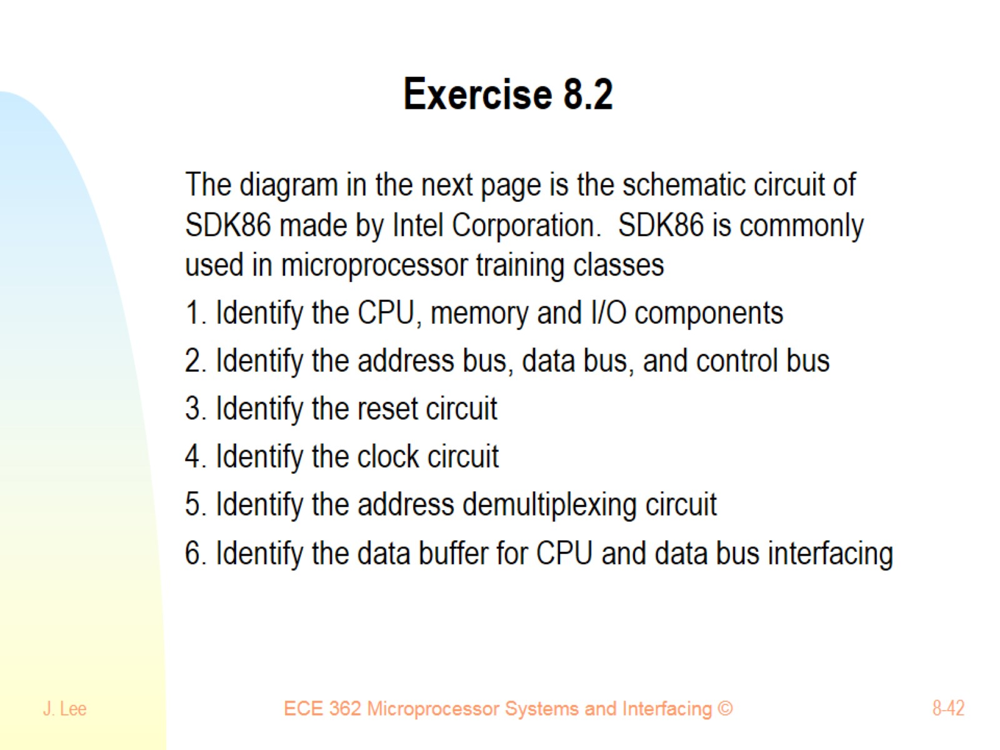 Exercise 8.2
The diagram in the next page is the schematic circuit of
SDK86 made by Intel Corporation.  SDK86 is commonly
used in microprocessor training classes
1. Identify the CPU, memory and I/O components
2. Identify the address bus, data bus, and control bus
3. Identify the reset circuit
4. Identify the clock circuit
5. Identify the address demultiplexing circuit
6. Identify the data buffer for CPU and data bus interfacing
J. Lee
ECE 362 Microprocessor Systems and Interfacing ©
8-42